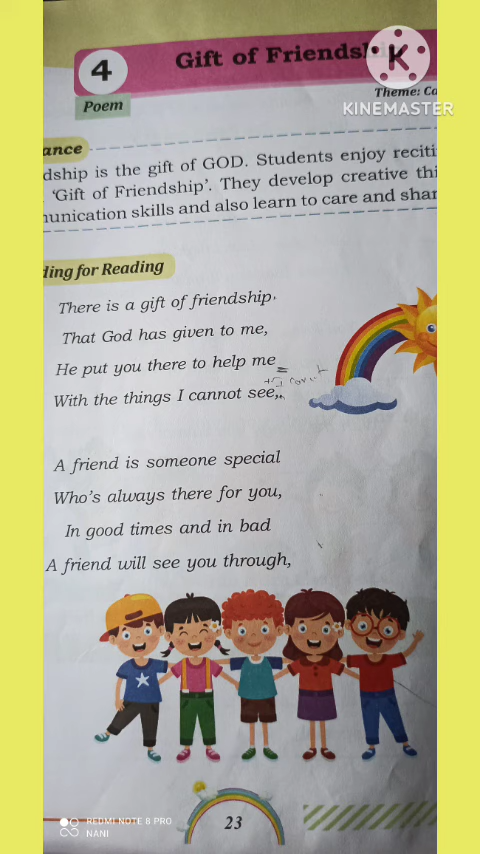 4
Gift of Friendsh
K
KINEMASTER
Poem
Theme: Ca
ance
dship is the gift of GOD. Students enjoy reciti
'Gift of Friendship'. They develop creative thi
unication skills and also learn to care and shar
ding for Reading
There is a gift of friendship.
That God has given to me,
He put you there to help me
With the things I cannot see,
A friend is someone special
Who's always there for you,
In good times and in bad
A friend will see you through,
REDMI NOTE 8 PRO
NANI
23